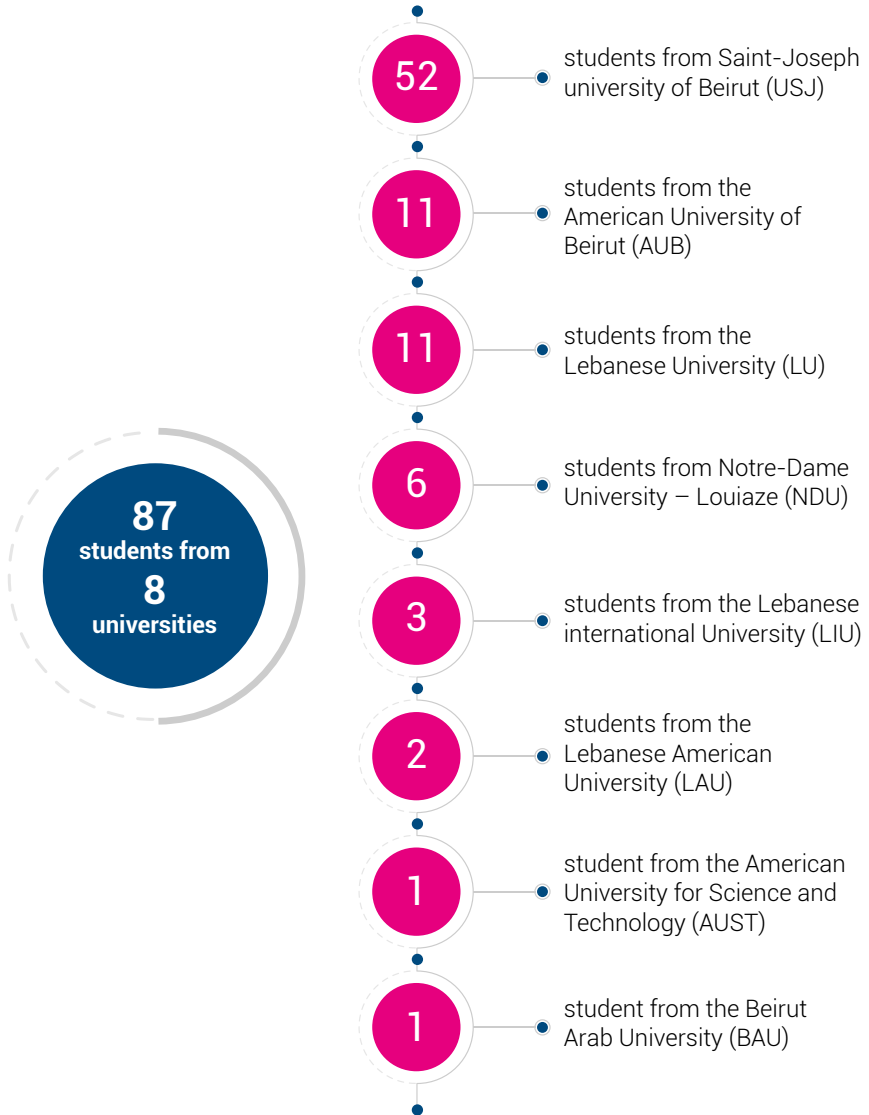 87
students from
8
universities
52
students from Saint-Joseph
university of Beirut (USJ)
11
students from the
American University of
Beirut (AUB)
11
students from the
Lebanese University (LU)
6
students from Notre-Dame
University – Louiaze (NDU)
3
students from the Lebanese
international University (LIU)
2
students from the
Lebanese American
University (LAU)
1
student from the American
University for Science and
Technology (AUST)
1
student from the Beirut
Arab University (BAU)